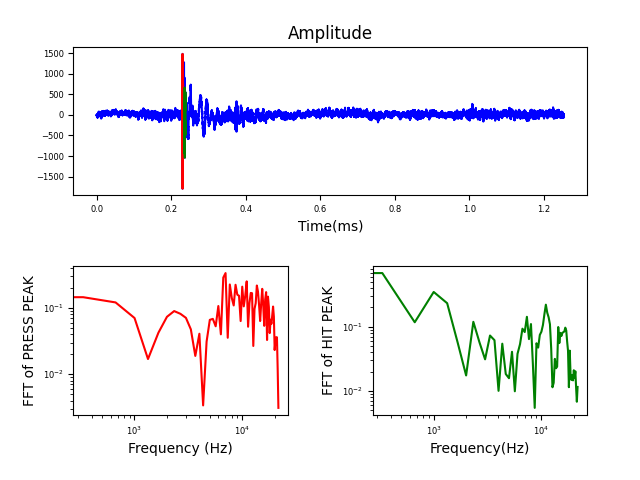 Amplitude
1500
1000
500
0
−500
−1000
−1500
0.0 0.2 0.4 0.6 0.8 1.0 1.2
Time(ms)
FFT of PRESS PEAK
10⁻¹
10⁻²
10³ 10⁴
Frequency (Hz)
FFT of HIT PEAK
10⁻¹
10⁻²
10³ 10⁴
Frequency(Hz)